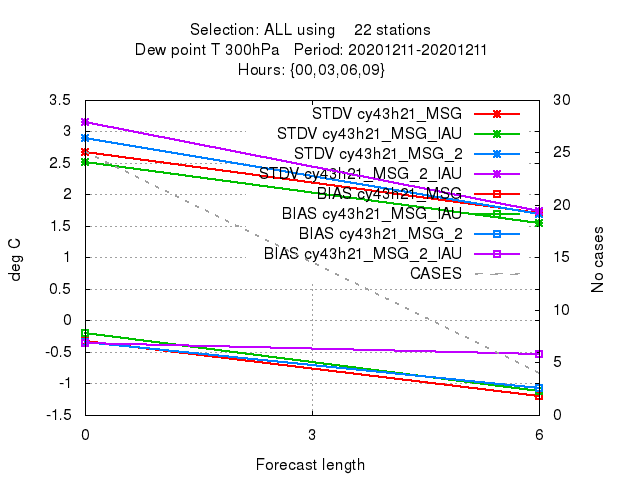 Selection: ALL using    22 stations
Dew point T 300hPa   Period: 20201211-20201211
Hours: {00,03,06,09}
3.5
3
2.5
2
1.5
1
0.5
0
-0.5
-1
-1.5
deg C
STDV cy43h21_MSG
STDV cy43h21_MSG_IAU
STDV cy43h21_MSG_2
STDV cy43h21_MSG_2_IAU
BIAS cy43h21_MSG
BIAS cy43h21_MSG_IAU
BIAS cy43h21_MSG_2
BIAS cy43h21_MSG_2_IAU
CASES
30
25
20
15
10
5
0
No cases
0 3 6
Forecast length